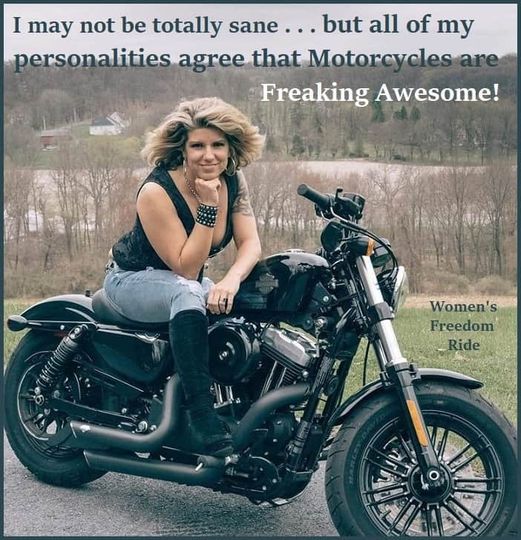 I may not be totally sane . . . but all of my
personalities agree that Motorcycles are
Freaking Awesome!
Women's
Freedom
Ride